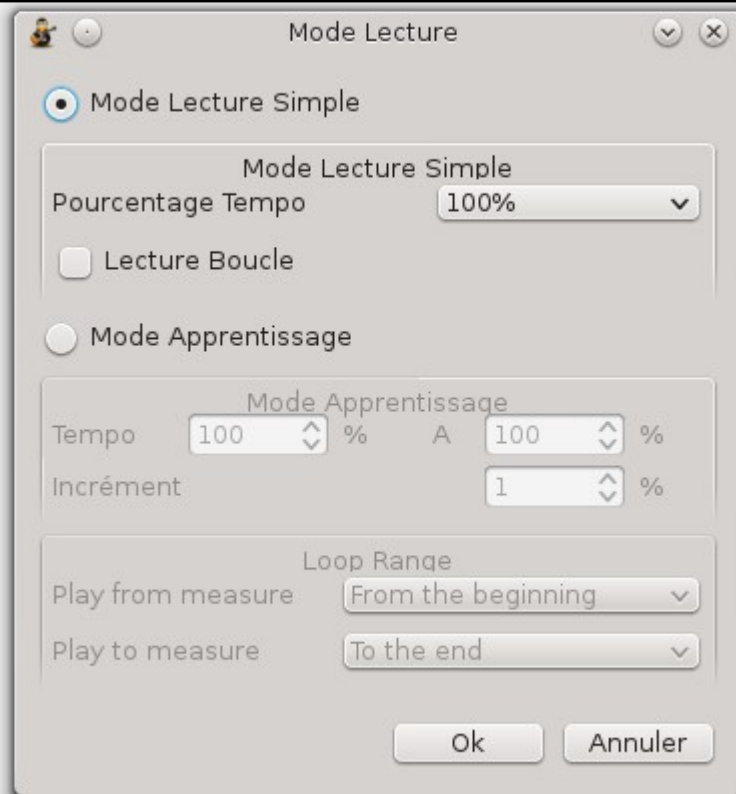 Mode Lecture
Mode Lecture Simple
Mode Lecture Simple
Pourcentage Tempo 100%
Lecture Boucle
Mode Apprentissage
Mode Apprentissage
Tempo 100 % A 100 %
Incrément 1 %
Loop Range
Play from measure From the beginning
Play to measure To the end
Ok Annuler